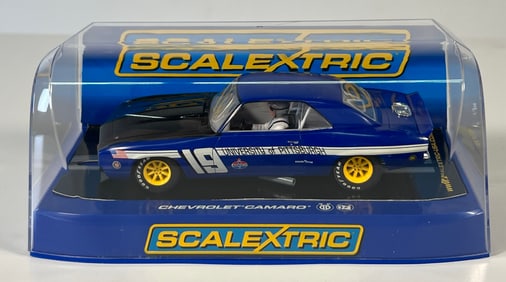 SCALEXTRIC
19
UNIVERSITY of PITTSBURGH
CHEVROLET CAMARO
SCALEXTRIC